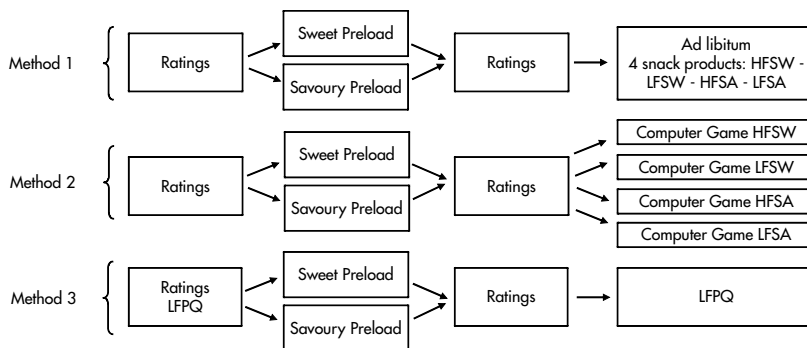 Method 1
Ratings
Sweet Preload
Savoury Preload
Ratings
Ad libitum
4 snack products: HFSW -
LFSW - HFSA - LFSA
Method 2
Ratings
Sweet Preload
Savoury Preload
Ratings
Computer Game HFSW
Computer Game LFSW
Computer Game HFSA
Computer Game LFSA
Method 3
Ratings
LFPQ
Sweet Preload
Savoury Preload
Ratings
LFPQ